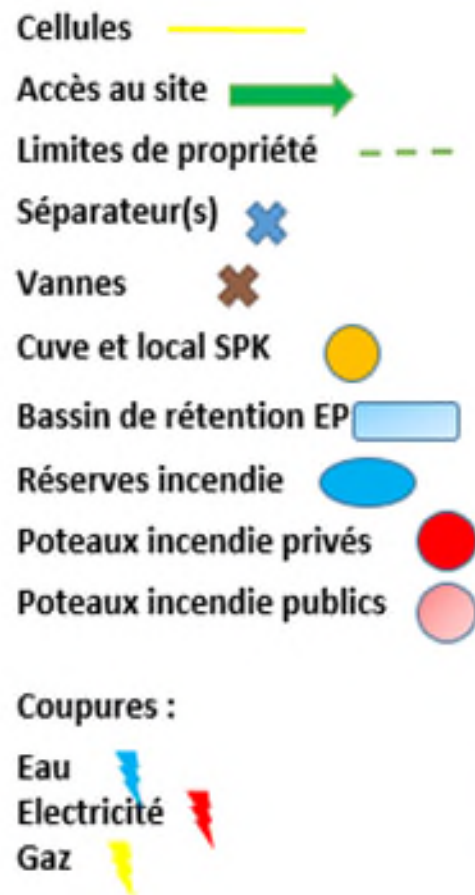 Cellules
Accès au site
Limites de propriété
Séparateur(s)
Vannes
Cuve et local SPK
Bassin de rétention EP
Réserves incendie
Poteaux incendie privés
Poteaux incendie publics
Coupures :
Eau
Electricité
Gaz